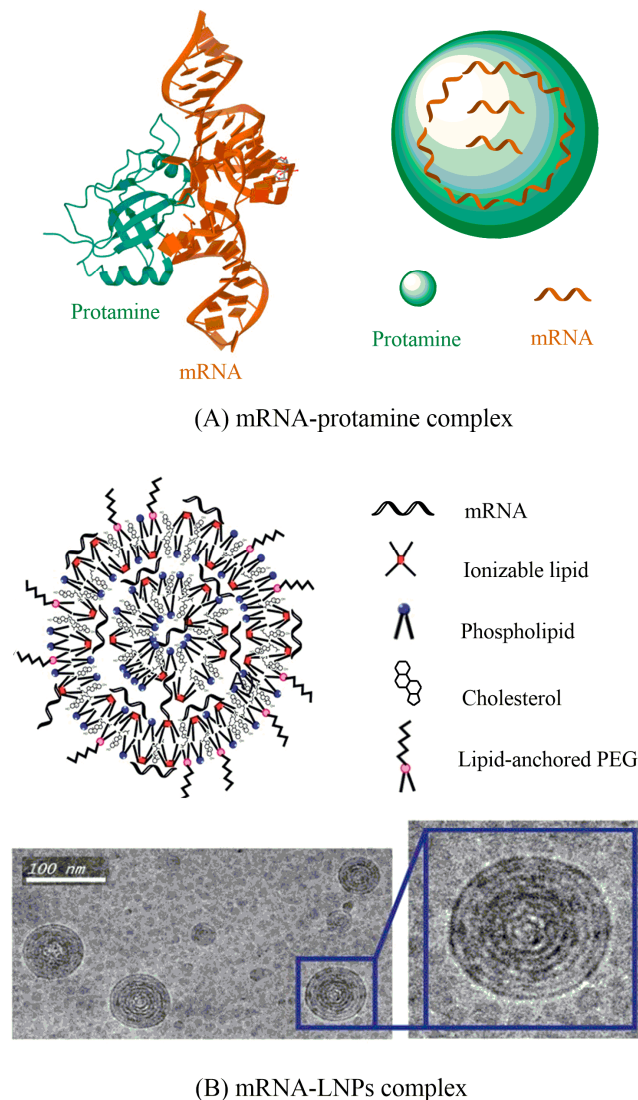 Protamine
mRNA
Protamine
mRNA
(A) mRNA-protamine complex
mRNA
Ionizable lipid
Phospholipid
Cholesterol
Lipid-anchored PEG
100 nm
(B) mRNA-LNPs complex